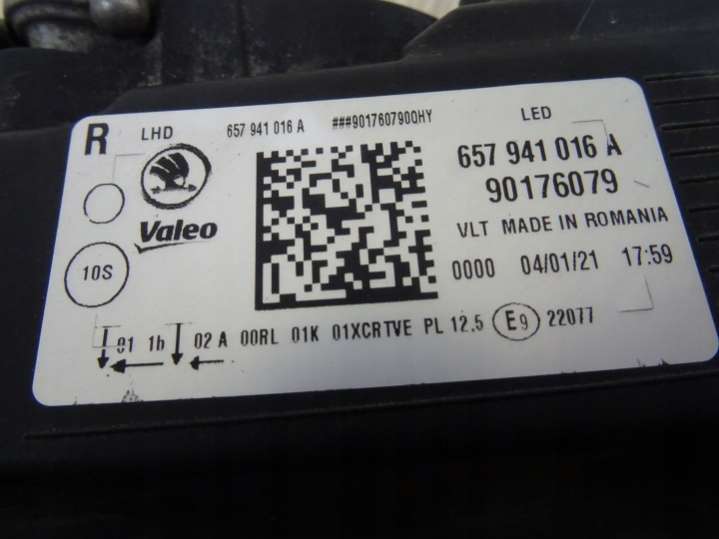 R LHD 657 941 016 A ###9017607900HY LED
657 941 016 A
90176079
Valeo
VLT MADE IN ROMANIA
10S
0000 04/01/21 17:59
01 1b 02 A 00RL 01K 01XCRTVE PL 12.5 E9 22077